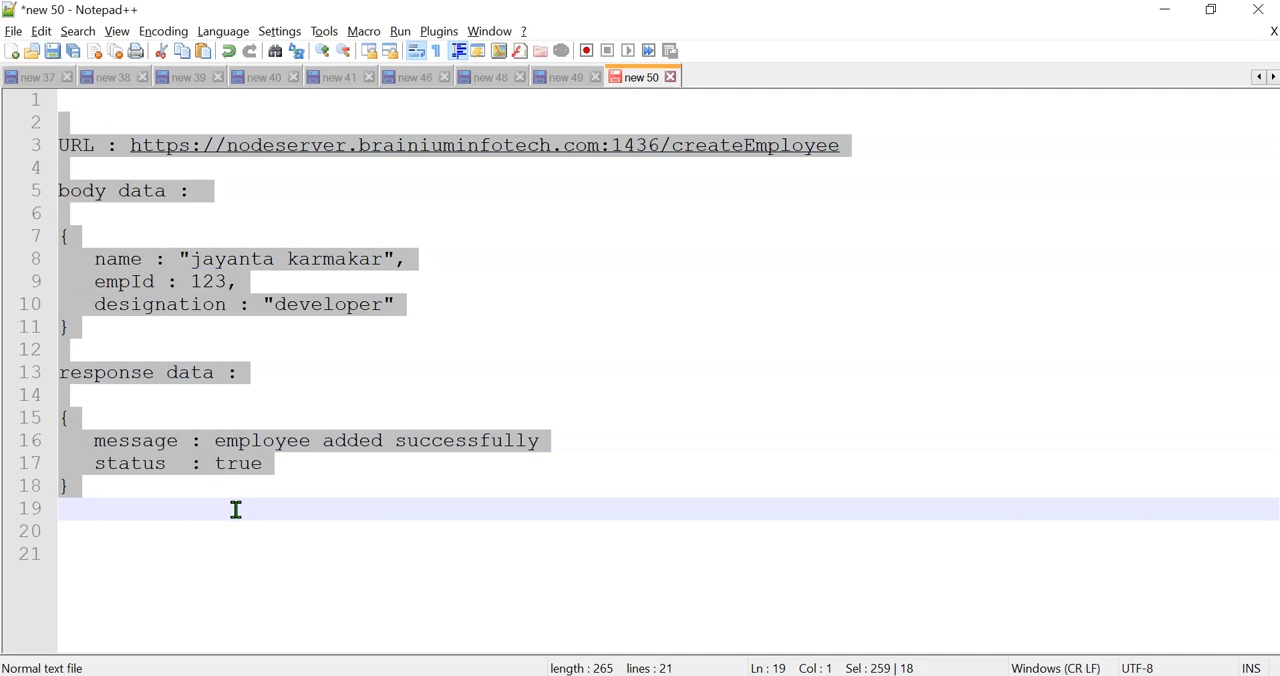 *new 50 - Notepad++
File Edit Search View Encoding Language Settings Tools Macro Run Plugins Window ? X
new 37 new 38 new 39 new 40 new 41 new 46 new 48 new 49 new 50
1
2
3 URL : https://nodeserver.brainiuminfotech.com:1436/createEmployee
4
5 body data :
6
7 {
8 name : "jayanta karmakar",
9 empId : 123,
10 designation : "developer"
11 }
12
13 response data :
14
15 {
16 message : employee added successfully
17 status : true
18 }
19
20
21
Normal text file length : 265 lines : 21 Ln : 19 Col : 1 Sel : 259 | 18 Windows (CR LF) UTF-8 INS